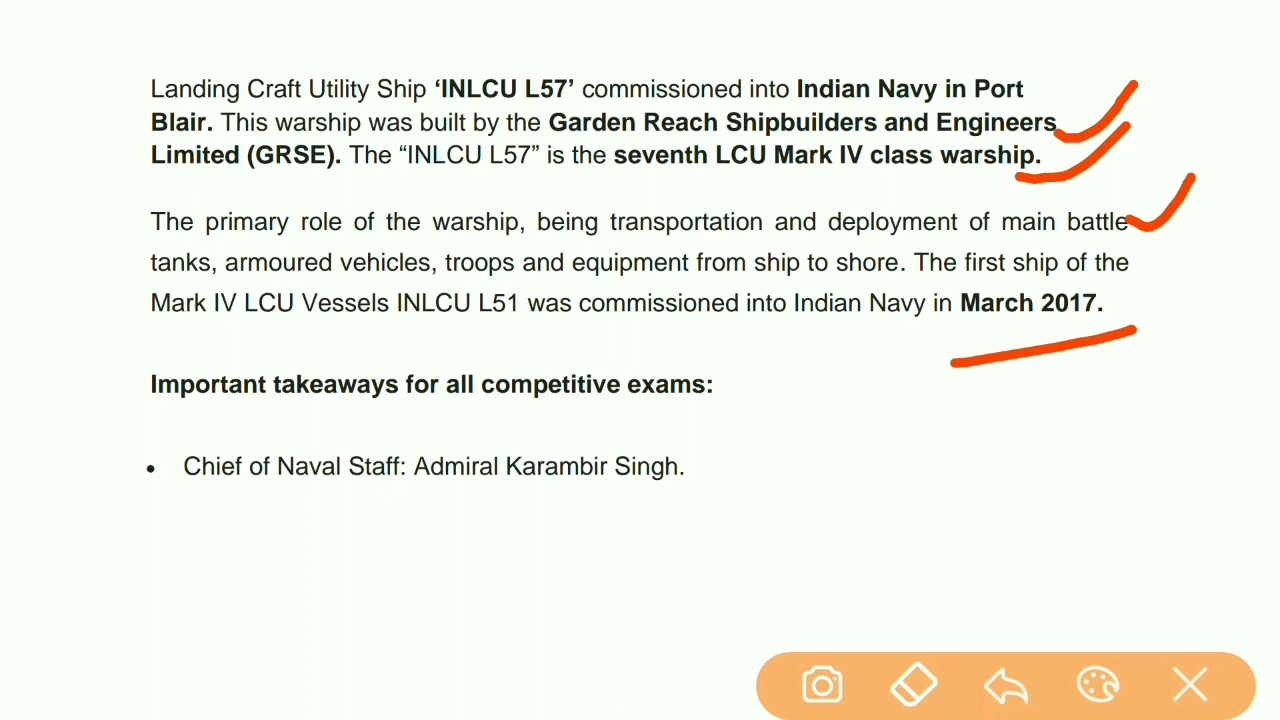 Landing Craft Utility Ship ‘INLCU L57’ commissioned into Indian Navy in Port
Blair. This warship was built by the Garden Reach Shipbuilders and Engineers
Limited (GRSE). The “INLCU L57” is the seventh LCU Mark IV class warship.
The primary role of the warship, being transportation and deployment of main battle
tanks, armoured vehicles, troops and equipment from ship to shore. The first ship of the
Mark IV LCU Vessels INLCU L51 was commissioned into Indian Navy in March 2017.
Important takeaways for all competitive exams:
• Chief of Naval Staff: Admiral Karambir Singh.